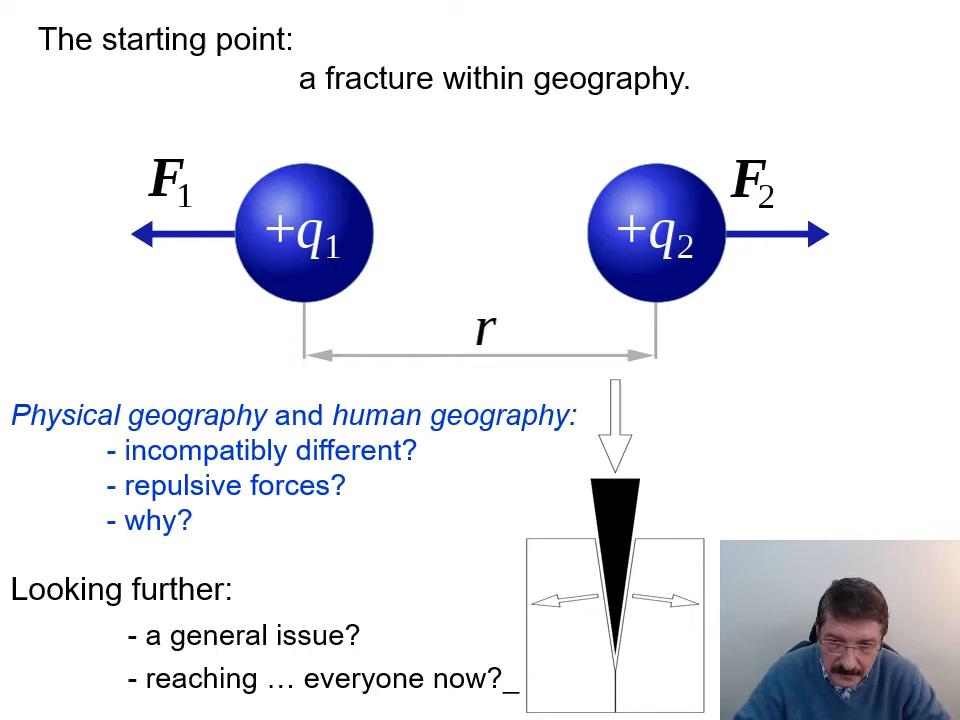 The starting point:
a fracture within geography.
F1
F2
+q1
+q2
r
Physical geography and human geography:
- incompatibly different?
- repulsive forces?
- why?
Looking further:
- a general issue?
- reaching … everyone now?_